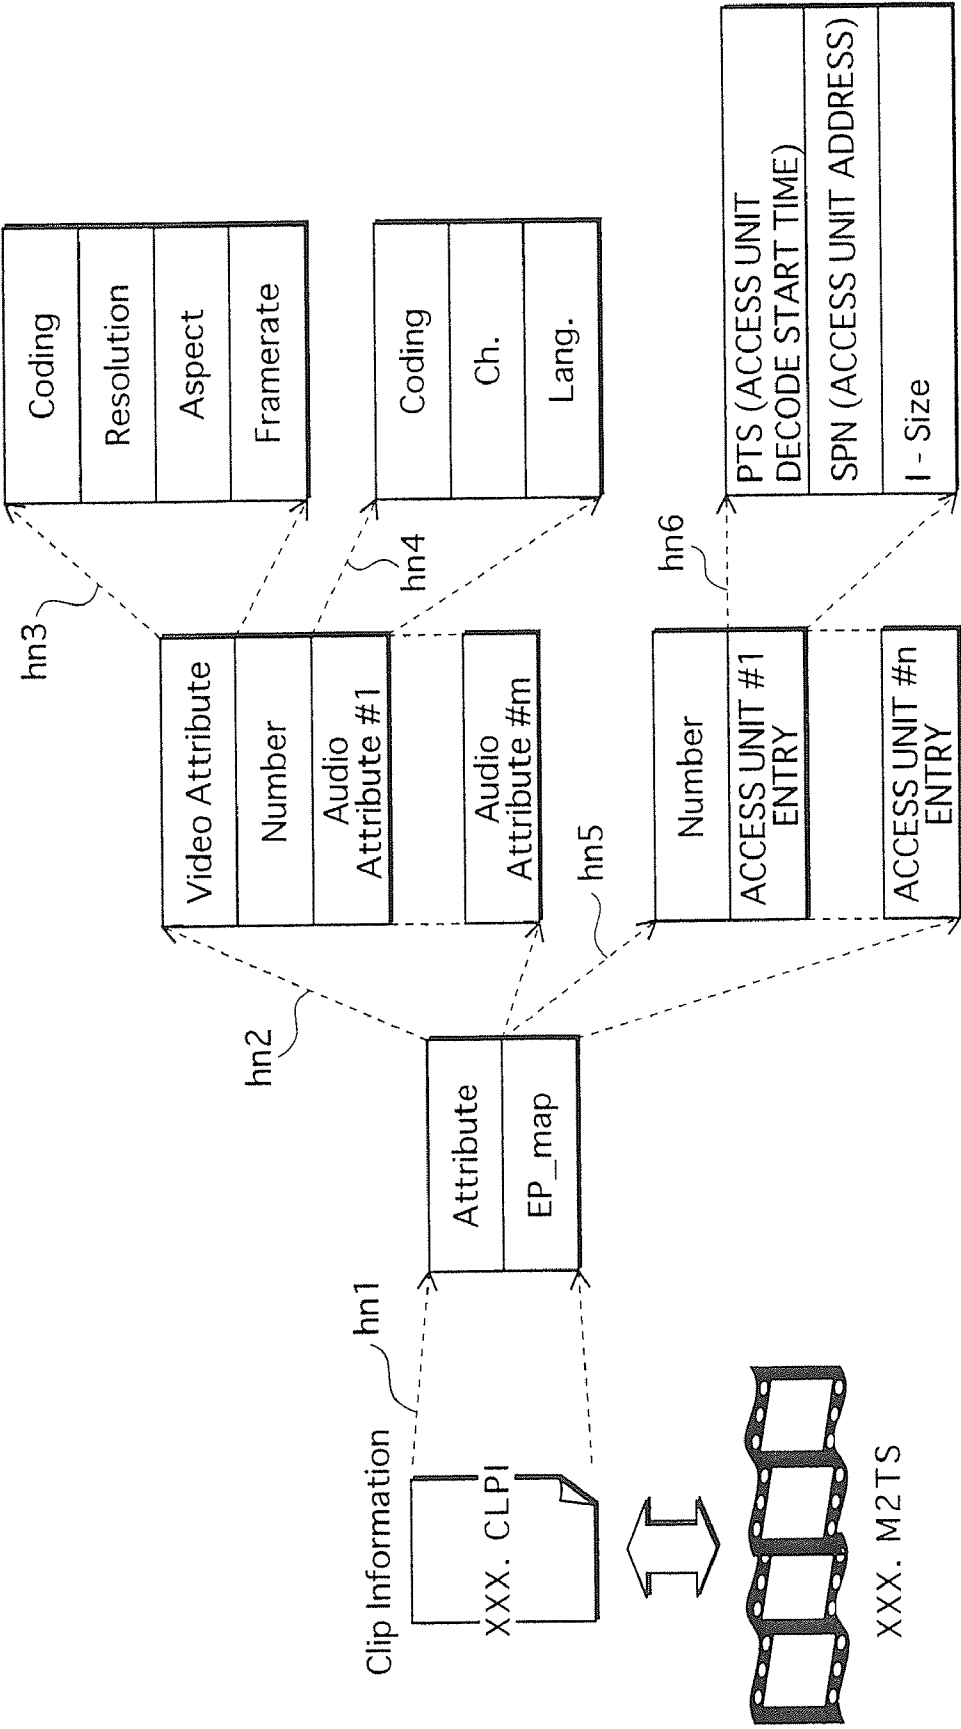 Clip Information
XXX. CLPI
XXX. M2TS
hn1
Attribute
EP_map
hn2
Video Attribute
Number
Audio
Attribute #1
Audio
Attribute #m
hn5
Number
ACCESS UNIT #1
ENTRY
ACCESS UNIT #n
ENTRY
hn3
Coding
Resolution
Aspect
Framerate
hn4
Coding
Ch.
Lang.
hn6
PTS (ACCESS UNIT
DECODE START TIME)
SPN (ACCESS UNIT ADDRESS)
I - Size